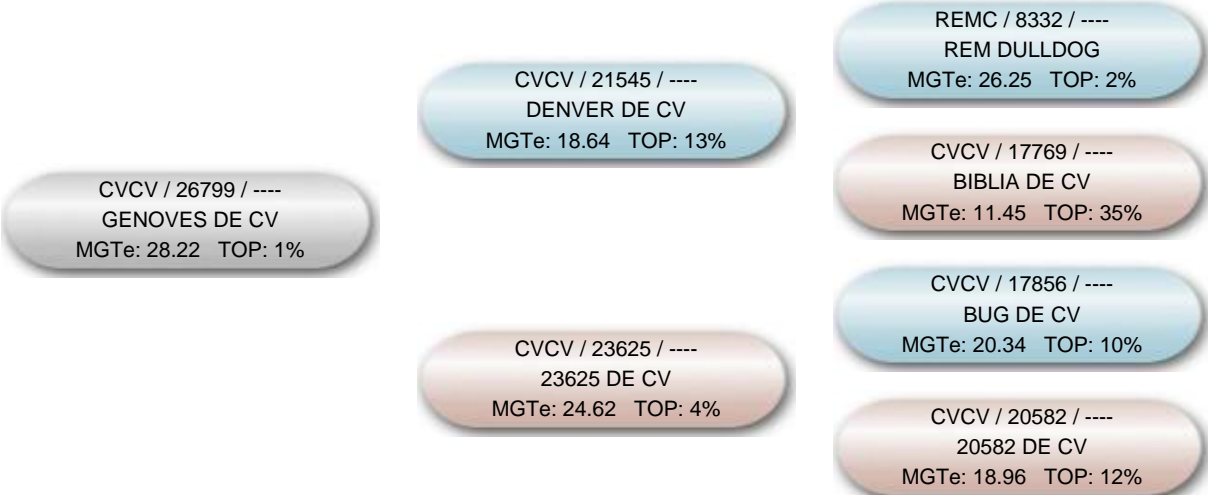 REMC / 8332 / ----
REM DULLDOG
MGTe: 26.25 TOP: 2%
CVCV / 21545 / ----
DENVER DE CV
MGTe: 18.64 TOP: 13%
CVCV / 17769 / ----
BIBLIA DE CV
MGTe: 11.45 TOP: 35%
CVCV / 26799 / ----
GENOVES DE CV
MGTe: 28.22 TOP: 1%
CVCV / 17856 / ----
BUG DE CV
MGTe: 20.34 TOP: 10%
CVCV / 23625 / ----
23625 DE CV
MGTe: 24.62 TOP: 4%
CVCV / 20582 / ----
20582 DE CV
MGTe: 18.96 TOP: 12%